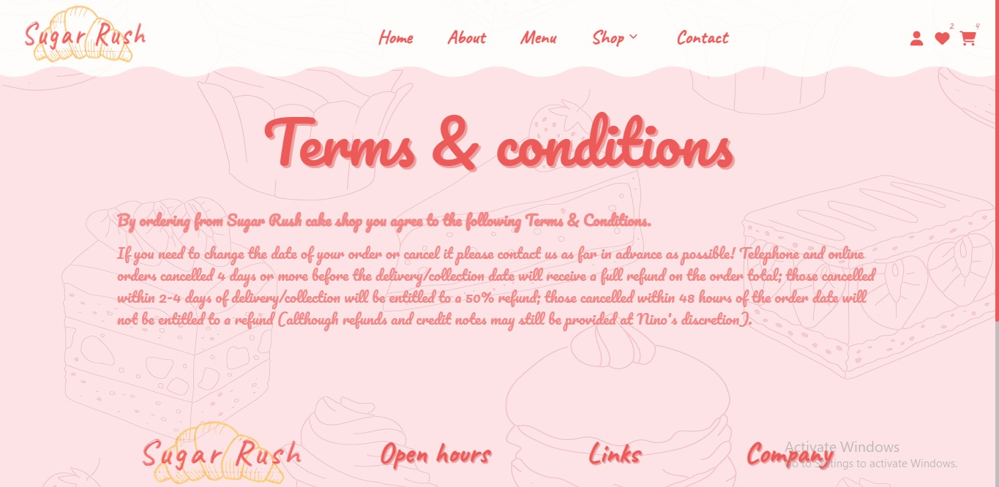 Sugar Rush
Home About Menu Shop Contact
2 4
Terms & conditions
By ordering from Sugar Rush cake shop you agree to the following Terms & Conditions.
If you need to change the date of your order or cancel it please contact us as far in advance as possible! Telephone and online
orders cancelled 4 days or more before the delivery/collection date will receive a full refund on the order total; those cancelled
within 2-4 days of delivery/collection will be entitled to a 50% refund; those cancelled within 48 hours of the order date will
not be entitled to a refund (although refunds and credit notes may still be provided at Nino's discretion).
Sugar Rush
Open hours
Links
Company
Activate Windows
Go to Settings to activate Windows.